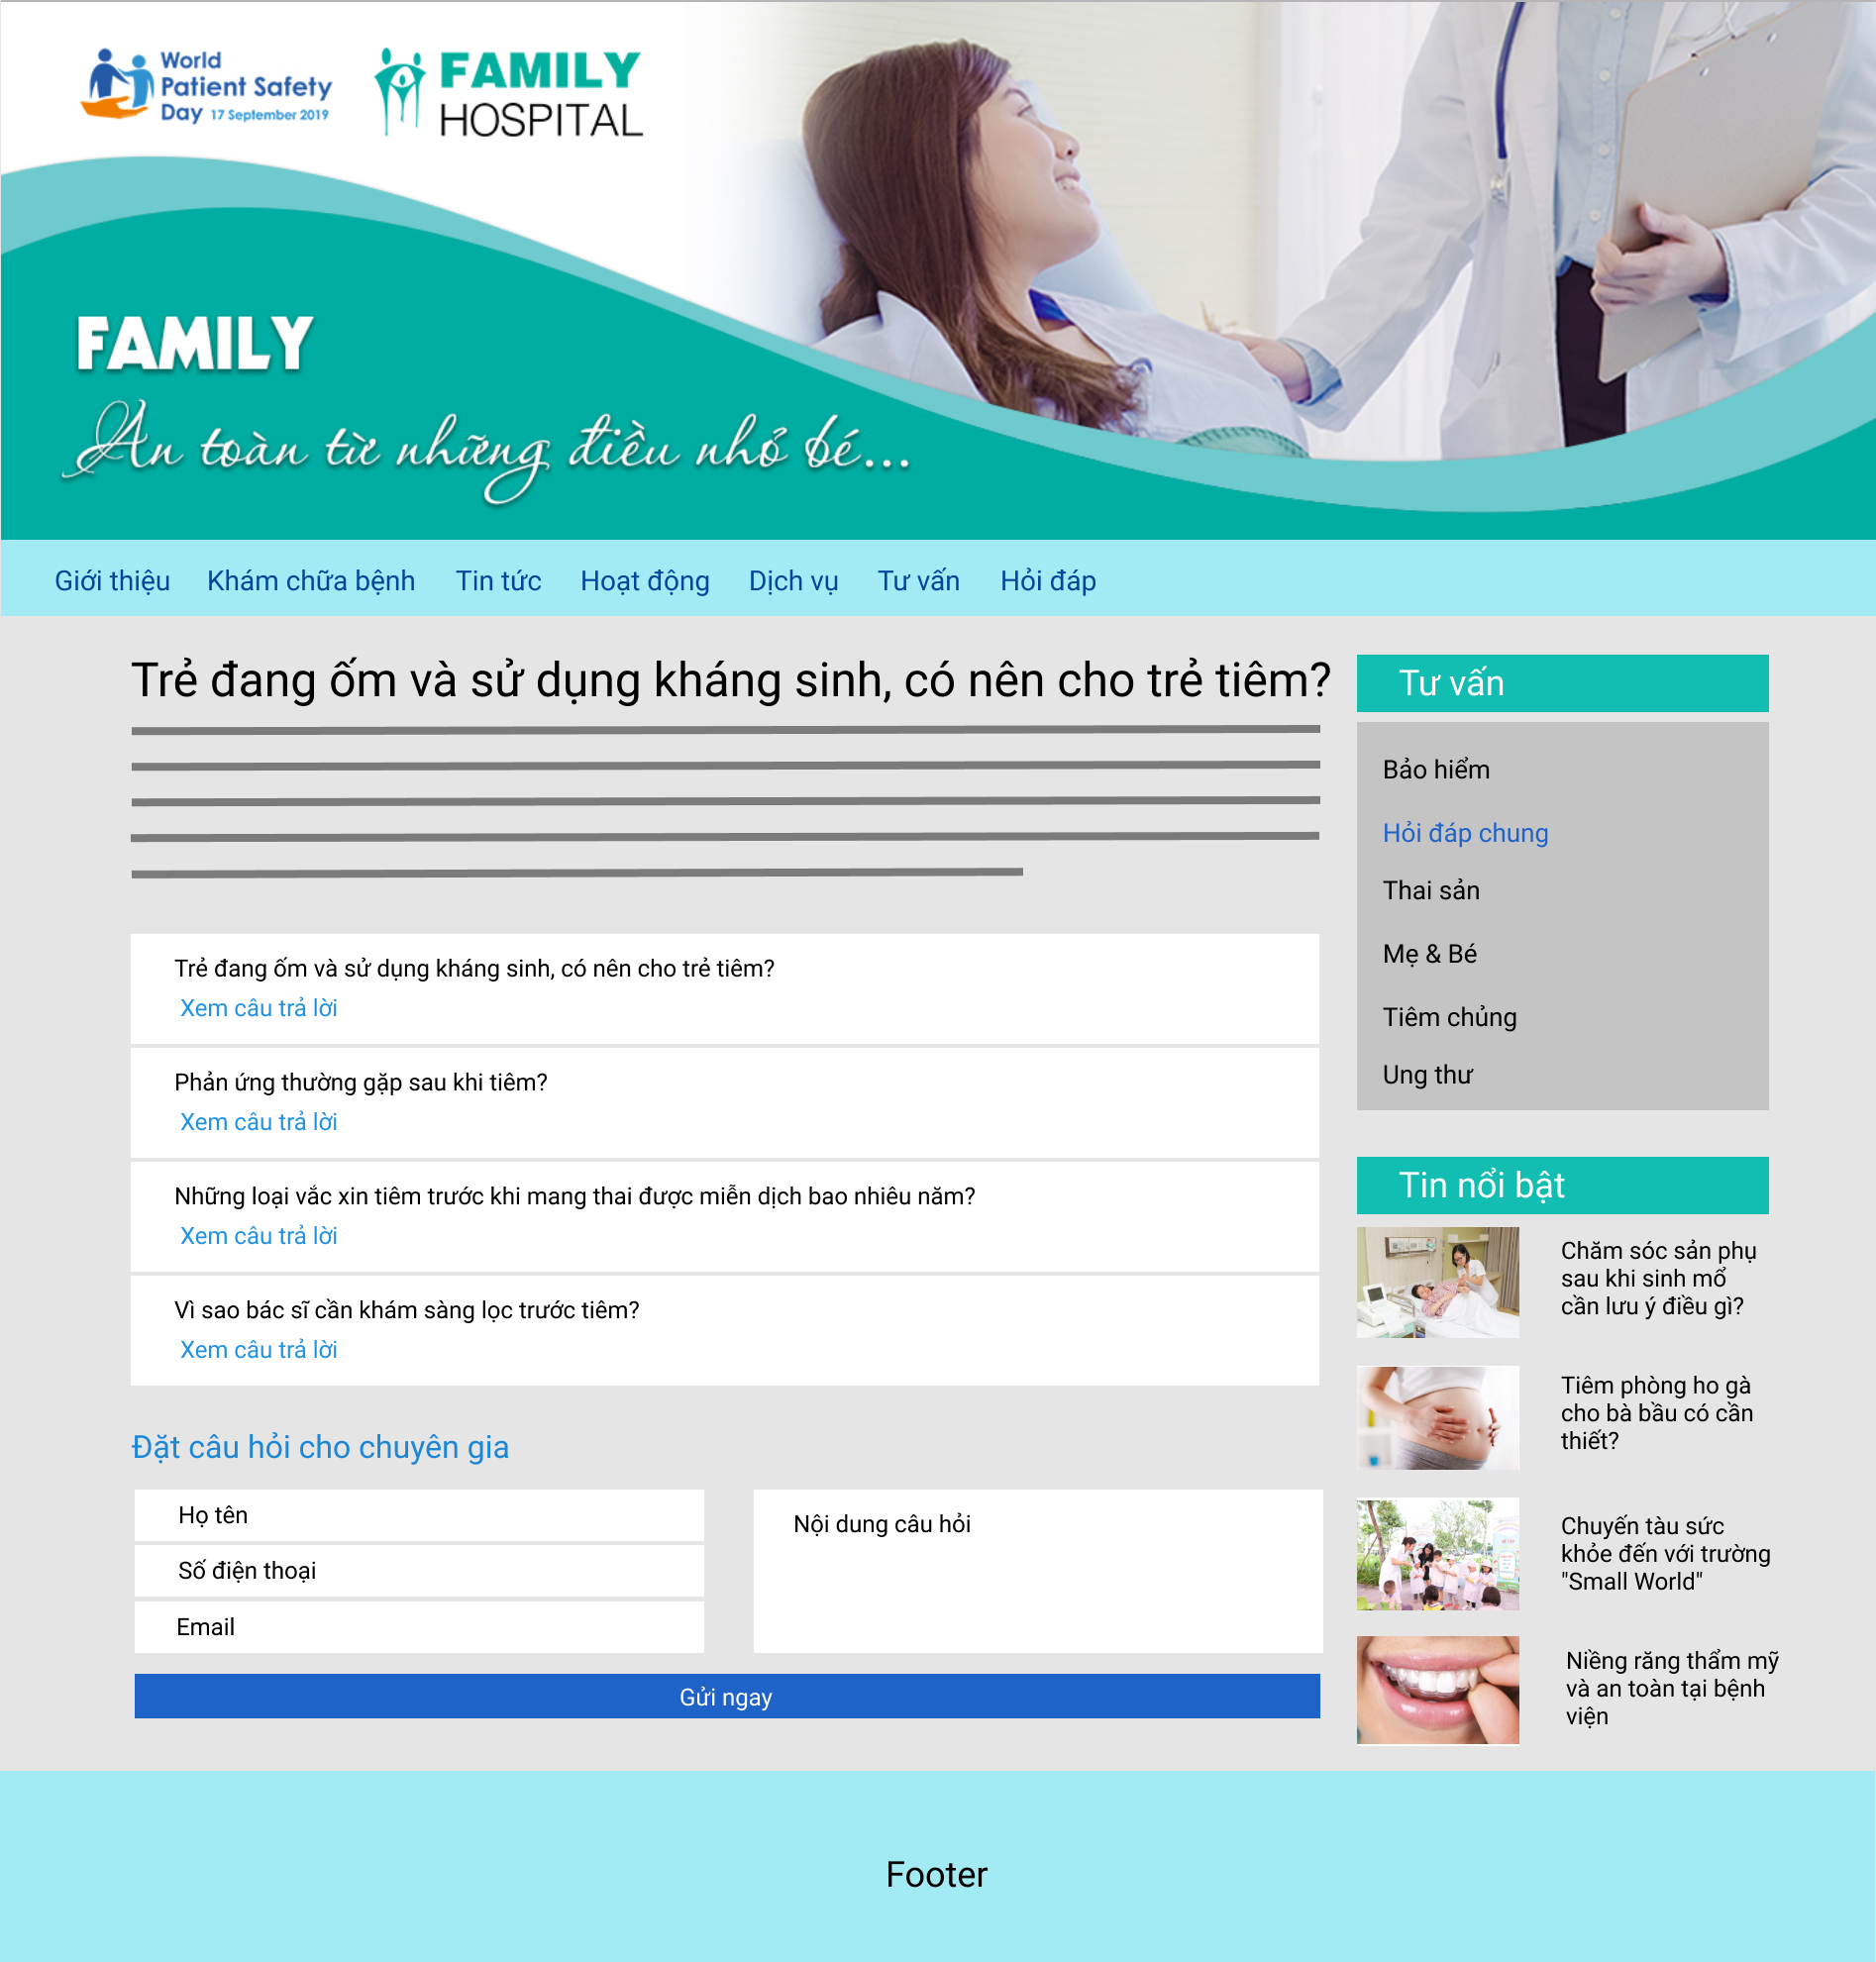 World
Patient Safety
Day 17 September 2019
FAMILY
HOSPITAL
FAMILY
An toàn từ những điều nhỏ bé...
Giới thiệu Khám chữa bệnh Tin tức Hoạt động Dịch vụ Tư vấn Hỏi đáp
Trẻ đang ốm và sử dụng kháng sinh, có nên cho trẻ tiêm?
Trẻ đang ốm và sử dụng kháng sinh, có nên cho trẻ tiêm?
Xem câu trả lời
Phản ứng thường gặp sau khi tiêm?
Xem câu trả lời
Những loại vắc xin tiêm trước khi mang thai được miễn dịch bao nhiêu năm?
Xem câu trả lời
Vì sao bác sĩ cần khám sàng lọc trước tiêm?
Xem câu trả lời
Đặt câu hỏi cho chuyên gia
Họ tên
Số điện thoại
Email
Nội dung câu hỏi
Gửi ngay
Tư vấn
Bảo hiểm
Hỏi đáp chung
Thai sản
Mẹ & Bé
Tiêm chủng
Ung thư
Tin nổi bật
Chăm sóc sản phụ
sau khi sinh mổ
cần lưu ý điều gì?
Tiêm phòng ho gà
cho bà bầu có cần
thiết?
Chuyến tàu sức
khỏe đến với trường
"Small World"
Niềng răng thẩm mỹ
và an toàn tại bệnh
viện
Footer